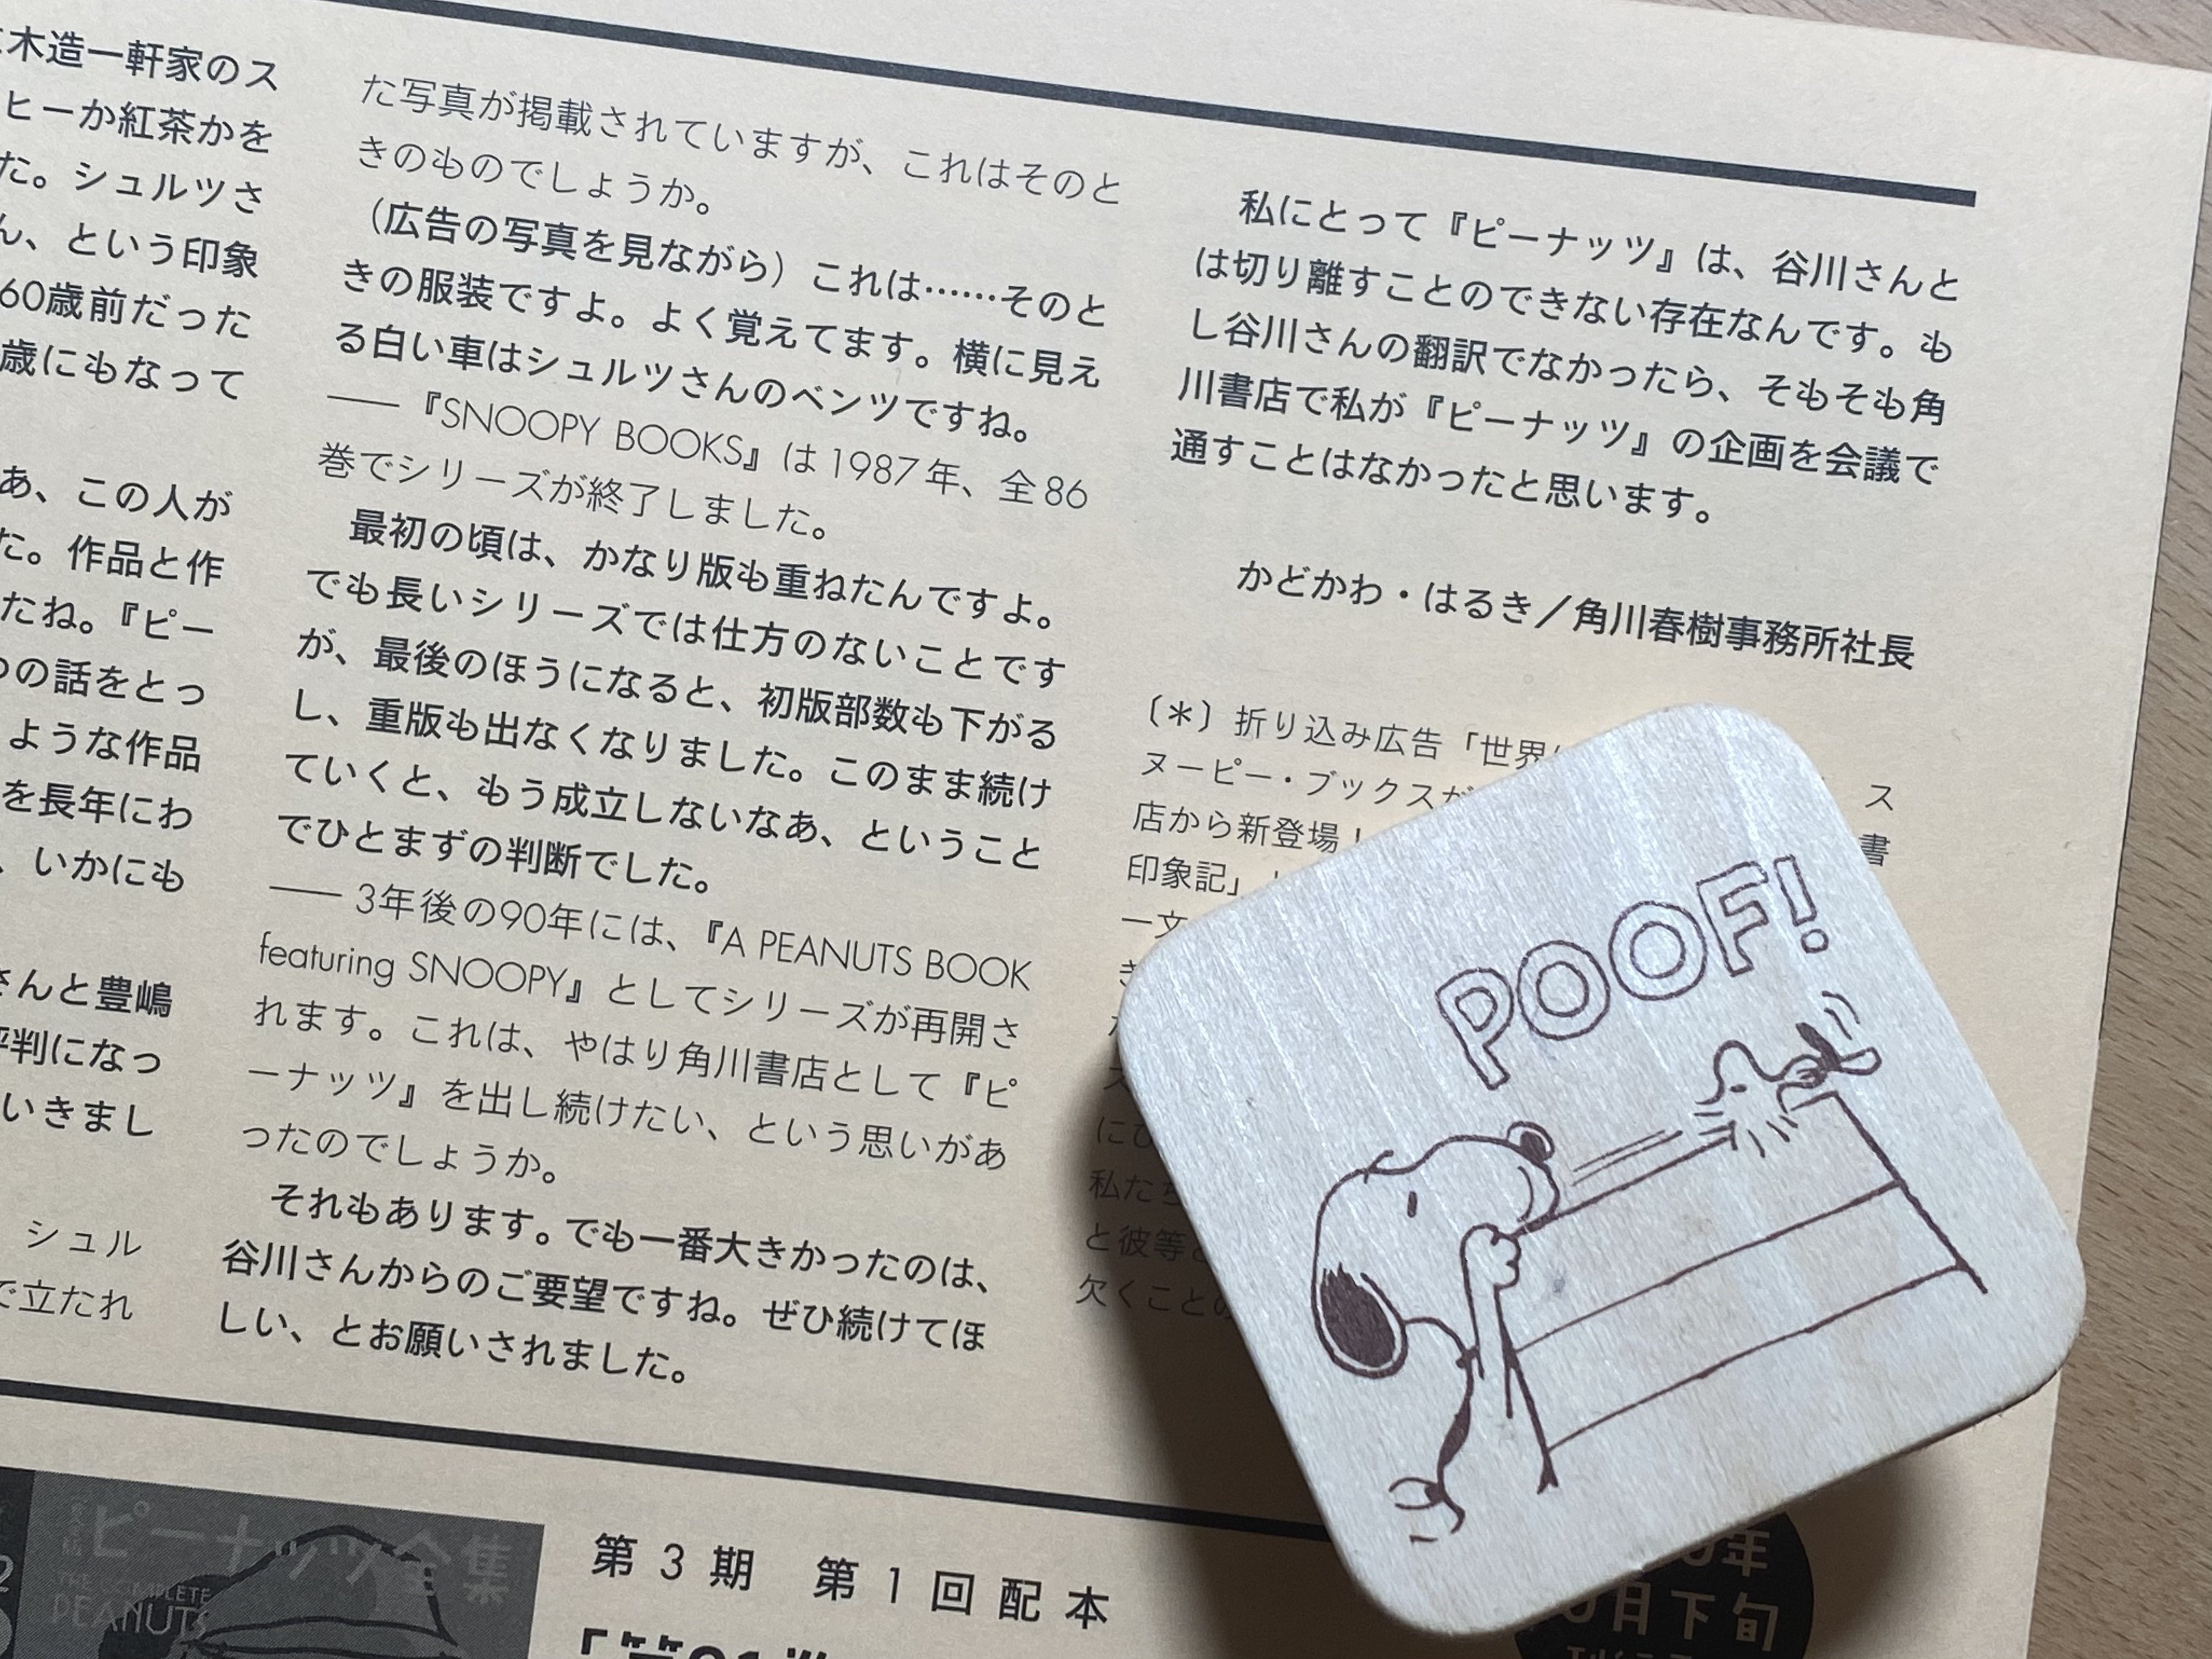 木造一軒家のス
ヒーか紅茶かを
た。シュルツさ
ん、という印象
60歳前だった
歳にもなって
あ、この人が
た。作品と作
たね。『ピー
の話をとっ
ような作品
を長年にわ
、いかにも
さんと豊嶋
評判になっ
いきまし
シュル
で立たれ
た写真が掲載されていますが、これはそのと
きのものでしょうか。
（広告の写真を見ながら）これは……そのと
きの服装ですよ。よく覚えてます。横に見え
る白い車はシュルツさんのベンツですね。
――『SNOOPY BOOKS』は1987年、全86
巻でシリーズが終了しました。
最初の頃は、かなり版も重ねたんですよ。
でも長いシリーズでは仕方のないことです
が、最後のほうになると、初版部数も下がる
し、重版も出なくなりました。このまま続け
ていくと、もう成立しないなあ、ということ
でひとまずの判断でした。
――3年後の90年には、『A PEANUTS BOOK
featuring SNOOPY』としてシリーズが再開さ
れます。これは、やはり角川書店として『ピ
ーナッツ』を出し続けたい、という思いがあ
ったのでしょうか。
それもあります。でも一番大きかったのは、
谷川さんからのご要望ですね。ぜひ続けてほ
しい、とお願いされました。
私にとって『ピーナッツ』は、谷川さんと
は切り離すことのできない存在なんです。も
し谷川さんの翻訳でなかったら、そもそも角
川書店で私が『ピーナッツ』の企画を会議で
通すことはなかったと思います。
かどかわ・はるき／角川春樹事務所社長
〔＊〕折り込み広告「世界
ヌーピー・ブックスが ス
店から新登場！ 書
印象記」
一文
私たち
と彼等と
欠くことの
POOF!
ピーナッツ全集
THE COMPLETE
PEANUTS
第3期 第1回配本
年
月下旬